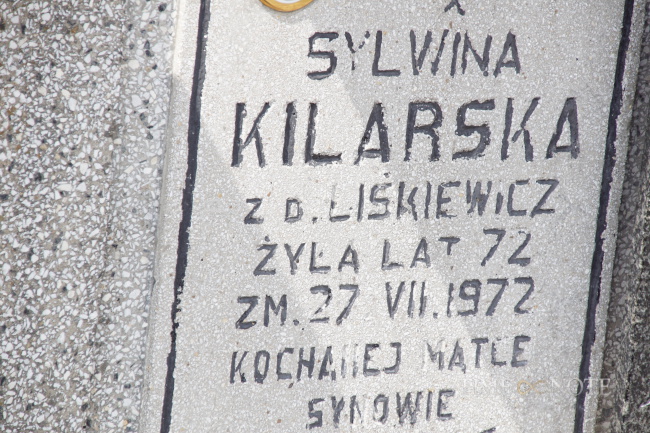 SYLWINA
KILARSKA
Z D. LIŚKIEWICZ
ŻYŁA LAT 72
ZM. 27 VII. 1972
KOCHANEJ MATCE
SYNOWIE